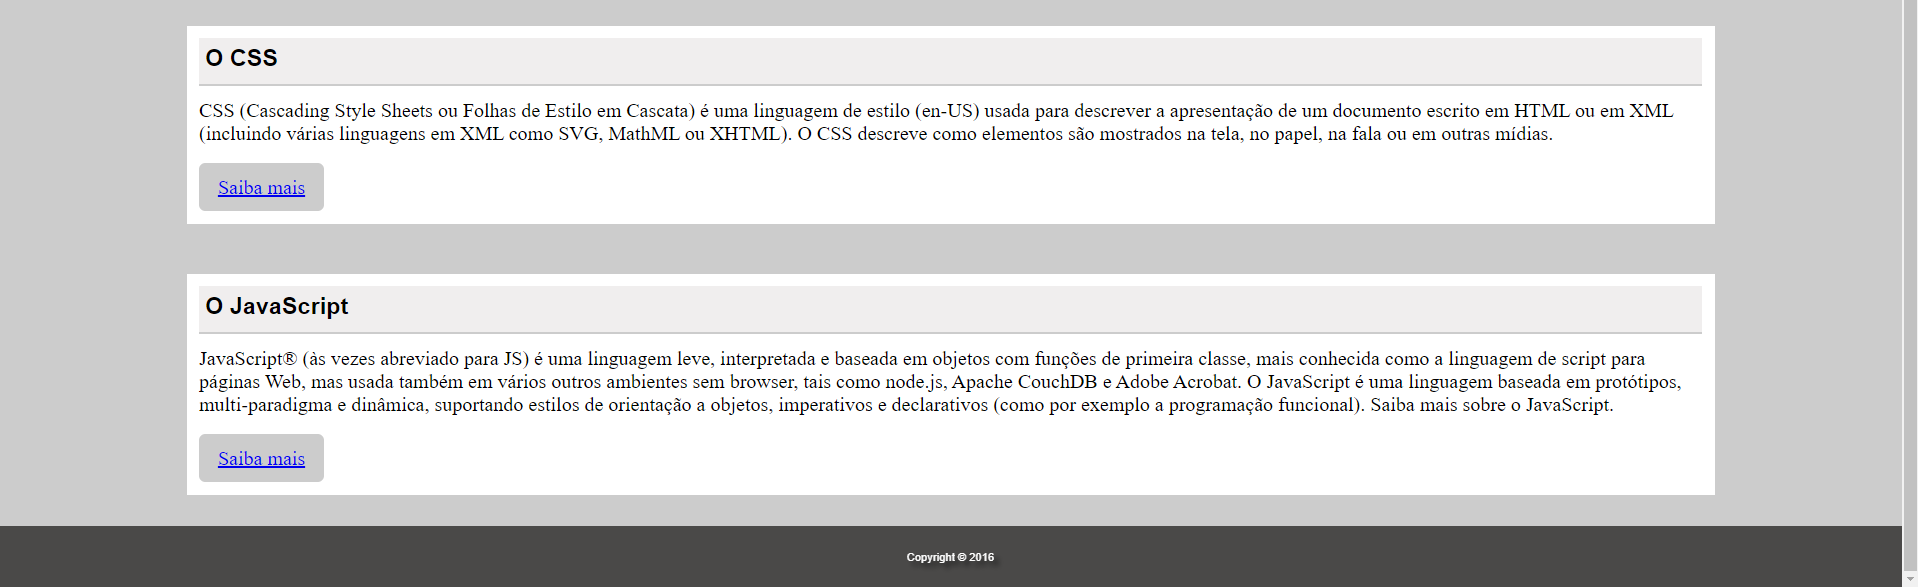 O CSS
CSS (Cascading Style Sheets ou Folhas de Estilo em Cascata) é uma linguagem de estilo (en-US) usada para descrever a apresentação de um documento escrito em HTML ou em XML
(incluindo várias linguagens em XML como SVG, MathML ou XHTML). O CSS descreve como elementos são mostrados na tela, no papel, na fala ou em outras mídias.
Saiba mais
O JavaScript
JavaScript® (às vezes abreviado para JS) é uma linguagem leve, interpretada e baseada em objetos com funções de primeira classe, mais conhecida como a linguagem de script para
páginas Web, mas usada também em vários outros ambientes sem browser, tais como node.js, Apache CouchDB e Adobe Acrobat. O JavaScript é uma linguagem baseada em protótipos,
multi-paradigma e dinâmica, suportando estilos de orientação a objetos, imperativos e declarativos (como por exemplo a programação funcional). Saiba mais sobre o JavaScript.
Saiba mais
Copyright © 2016